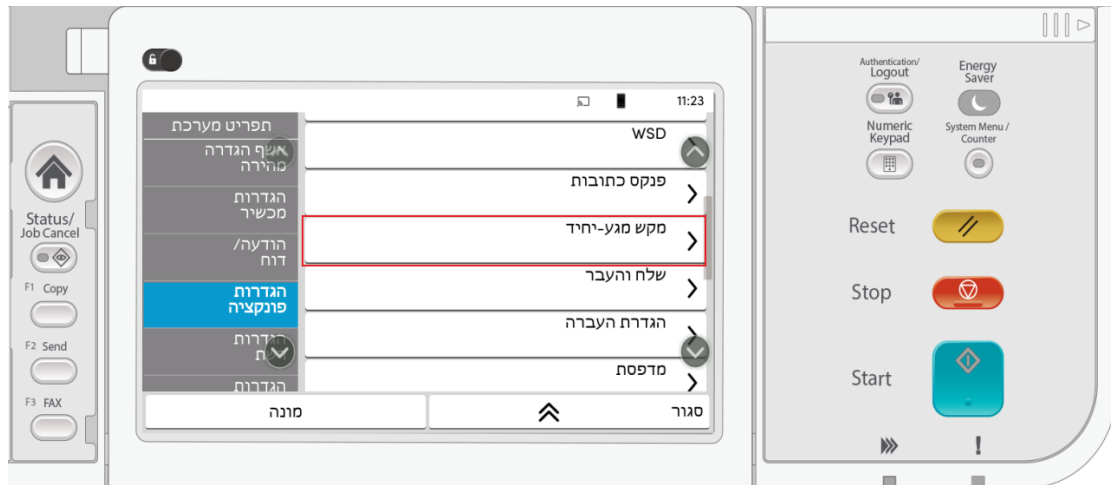 11:23
תפריט מערכת
אשף הגדרה
מהירה
הגדרות
מכשיר
הודעה/
דוח
הגדרות
פונקציה
הגדרות
הגדרות
WSD
פנקס כתובות
מקש מגע-יחיד
שלח והעבר
הגדרת העברה
מדפסת
מונה
סגור
Status/
Job Cancel
F1 Copy
F2 Send
F3 FAX
Authentication/
Logout
Energy
Saver
Numeric
Keypad
System Menu /
Counter
Reset
Stop
Start